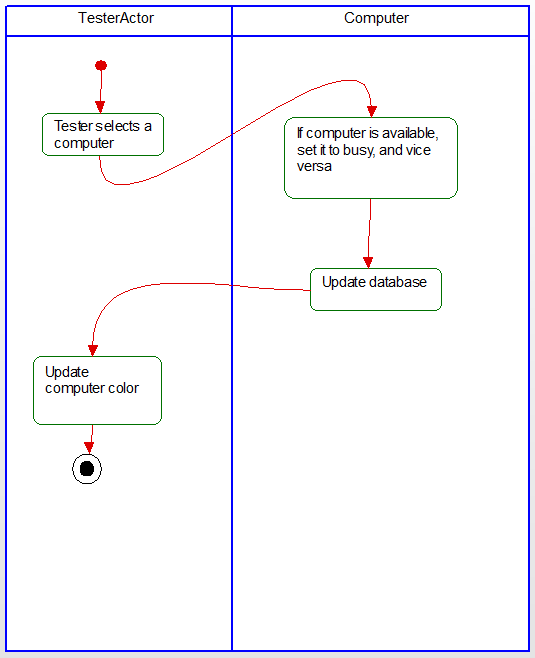 TesterActor
Computer
Tester selects a
computer
If computer is available,
set it to busy, and vice
versa
Update database
Update
computer color